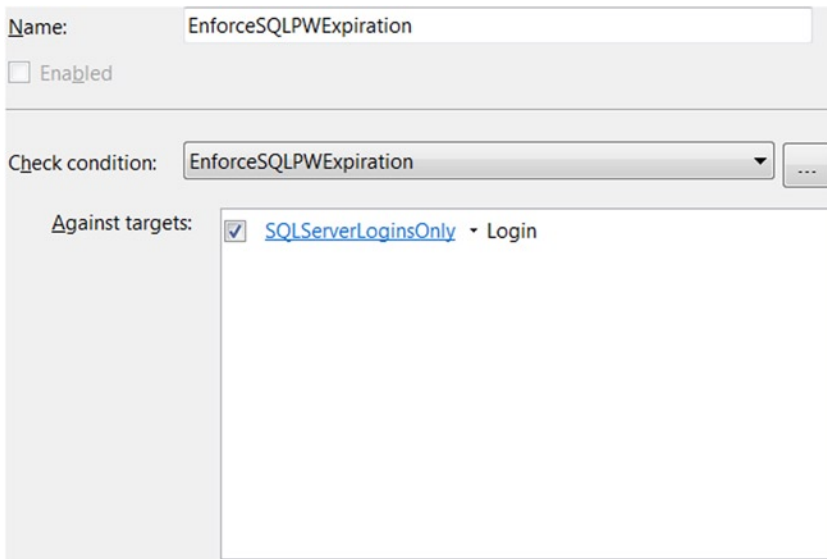 Name: EnforceSQLPWExpiration
Enabled
Check condition: EnforceSQLPWExpiration ...
Against targets: SQLServerLoginsOnly Login